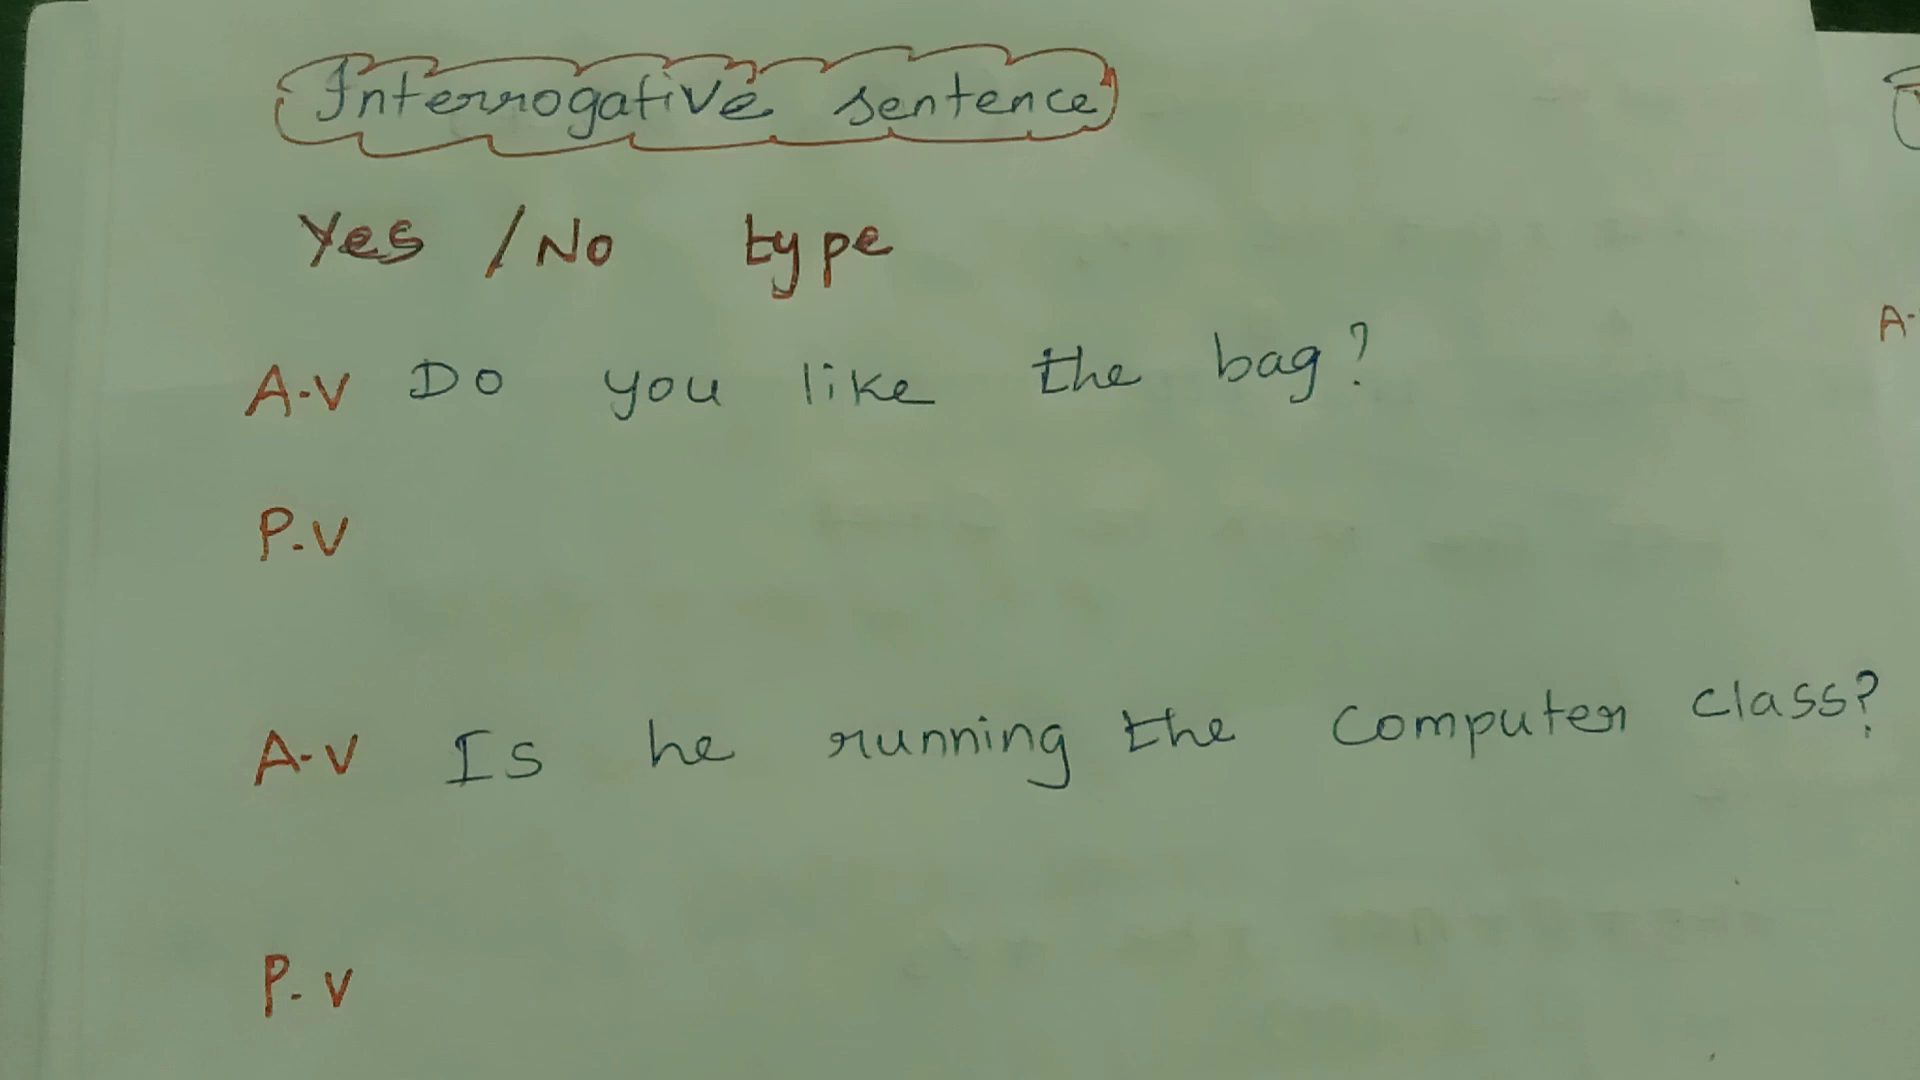 Interrogative sentence
Yes / No type
A-V Do you like the bag?
P.V
A-V Is he running the Computer class?
P.V
A-